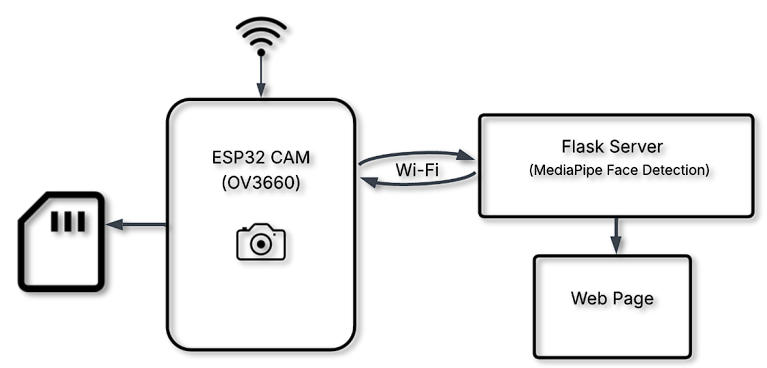 ESP32 CAM
(OV3660)
Wi-Fi
Flask Server
(MediaPipe Face Detection)
Web Page